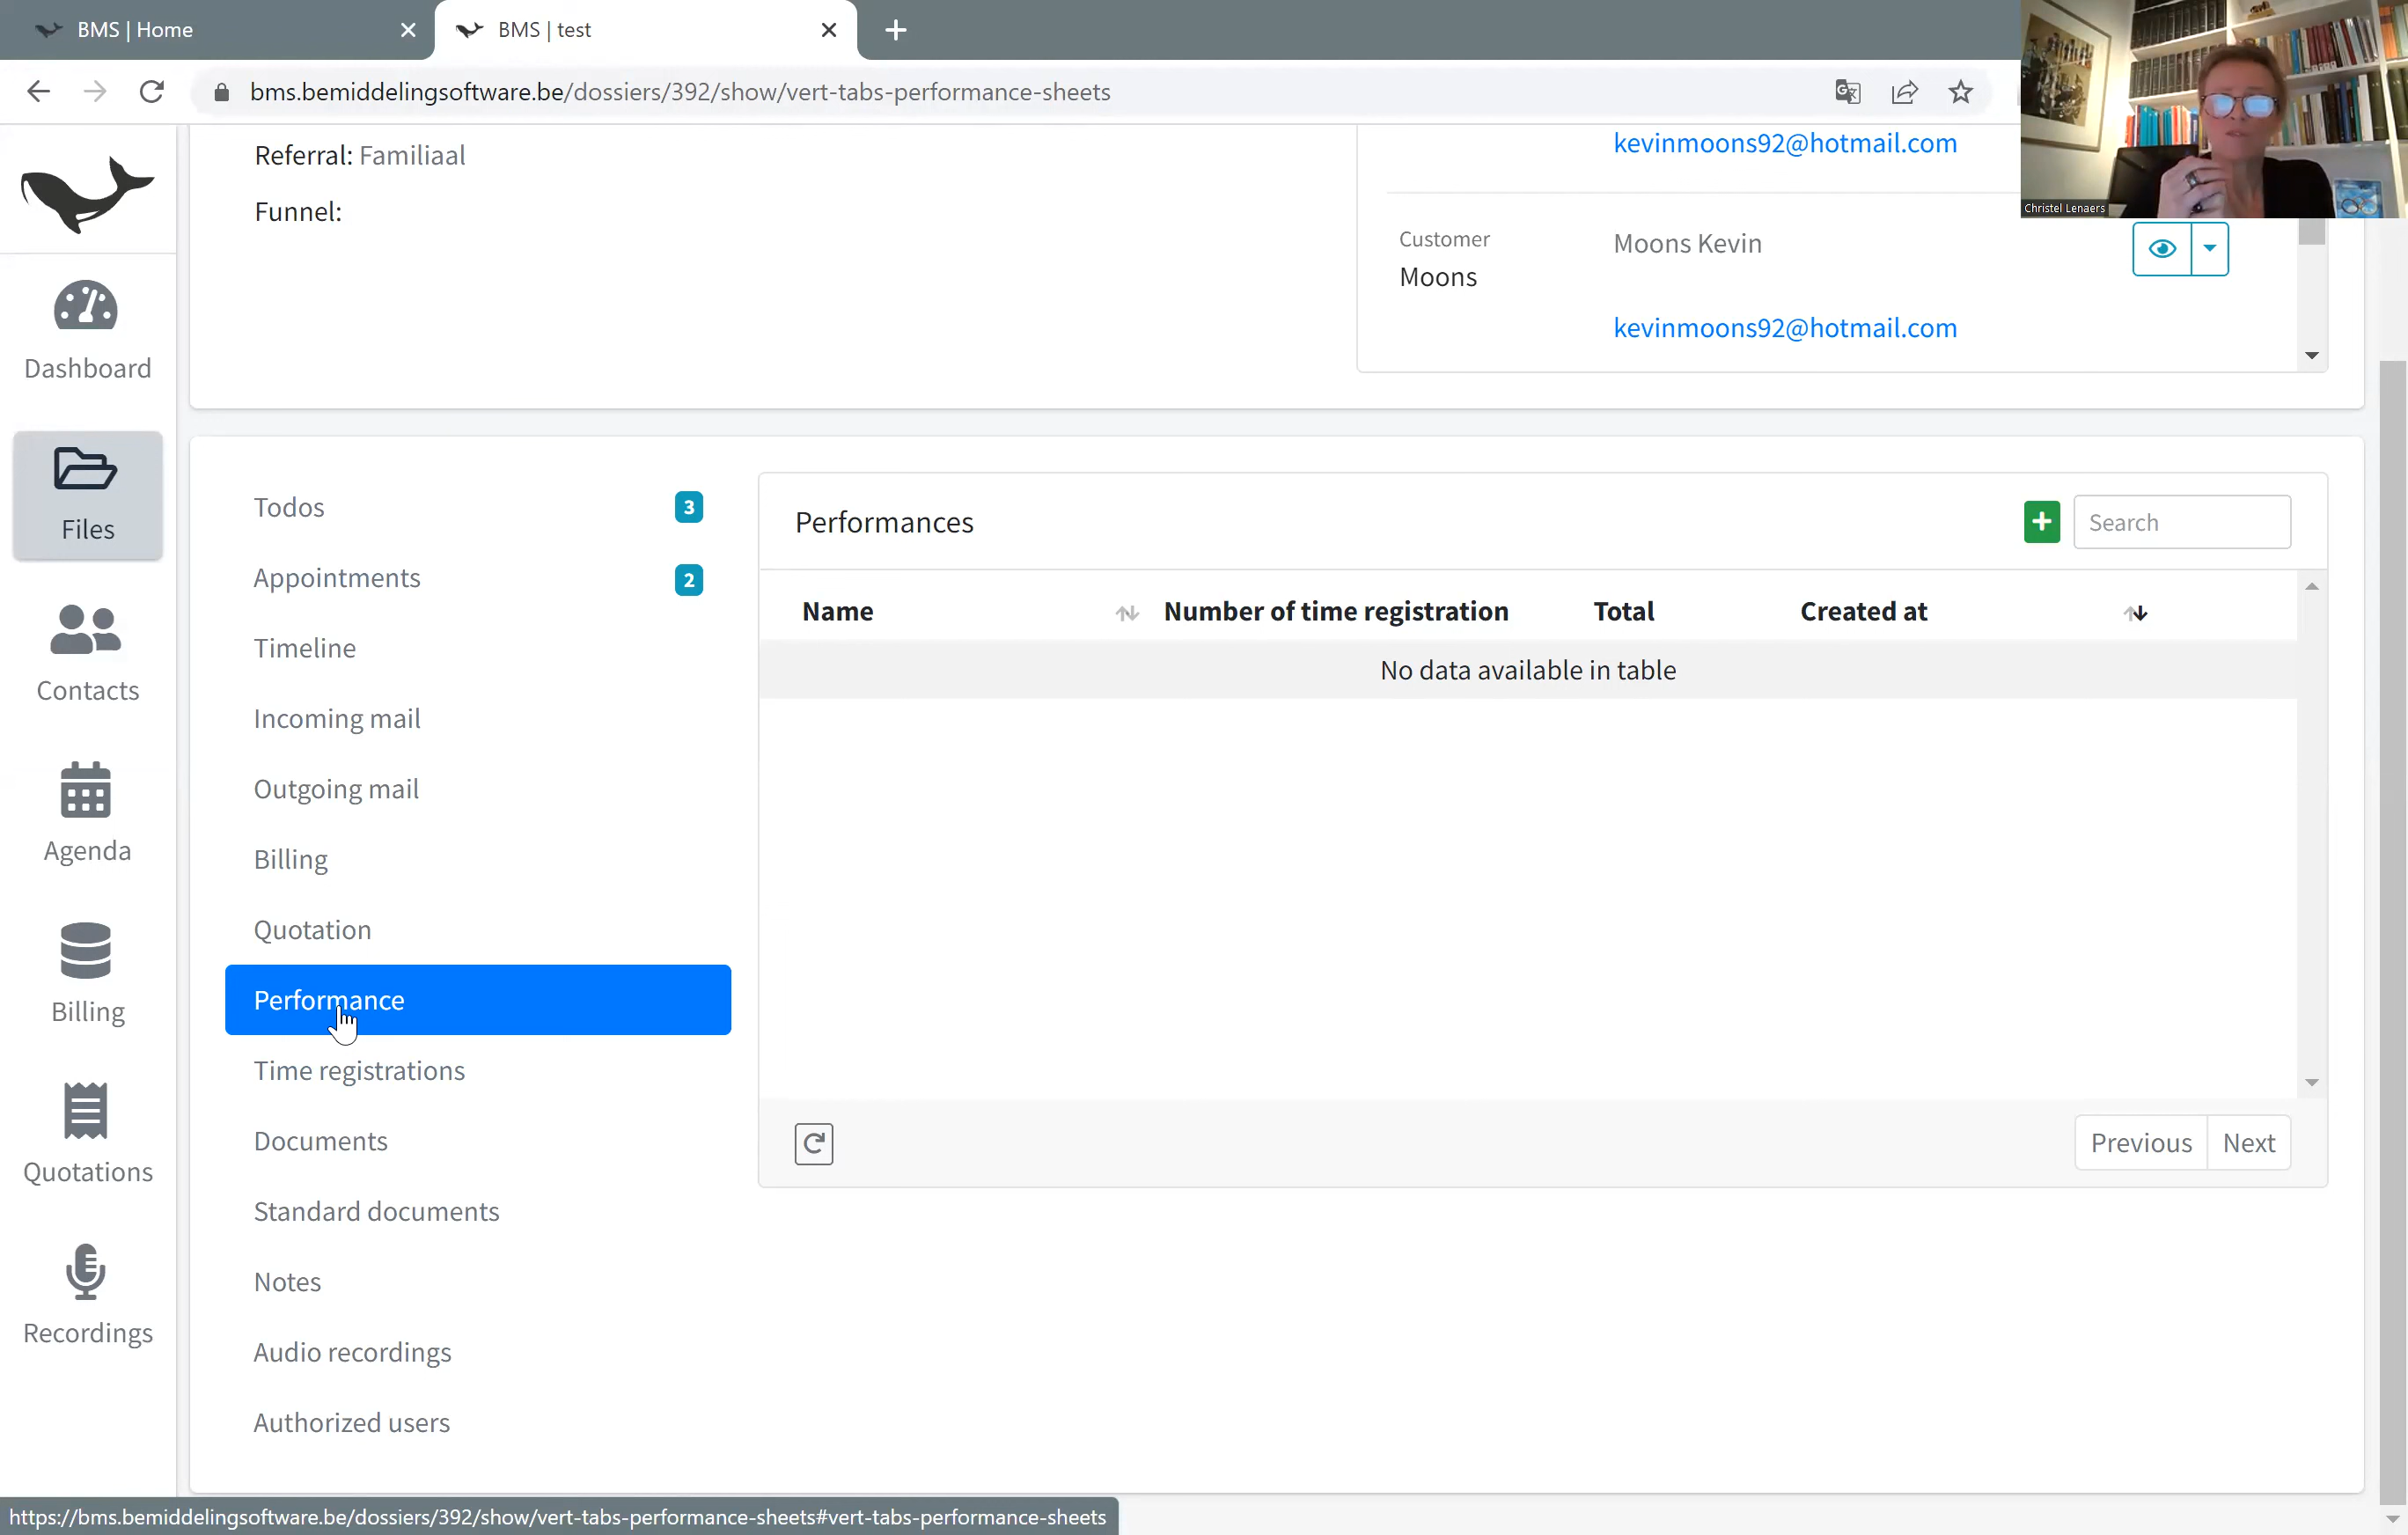 BMS | Home
BMS | test
bms.bemiddelingsoftware.be/dossiers/392/show/vert-tabs-performance-sheets
Christel Lenaers
Dashboard
Files
Contacts
Agenda
Billing
Quotations
Recordings
Referral: Familiaal
Funnel:
kevinmoons92@hotmail.com
Customer
Moons
Moons Kevin
kevinmoons92@hotmail.com
Todos 3
Appointments 2
Timeline
Incoming mail
Outgoing mail
Billing
Quotation
Performance
Time registrations
Documents
Standard documents
Notes
Audio recordings
Authorized users
Performances
Search
Name Number of time registration Total Created at
No data available in table
Previous Next
https://bms.bemiddelingsoftware.be/dossiers/392/show/vert-tabs-performance-sheets#vert-tabs-performance-sheets